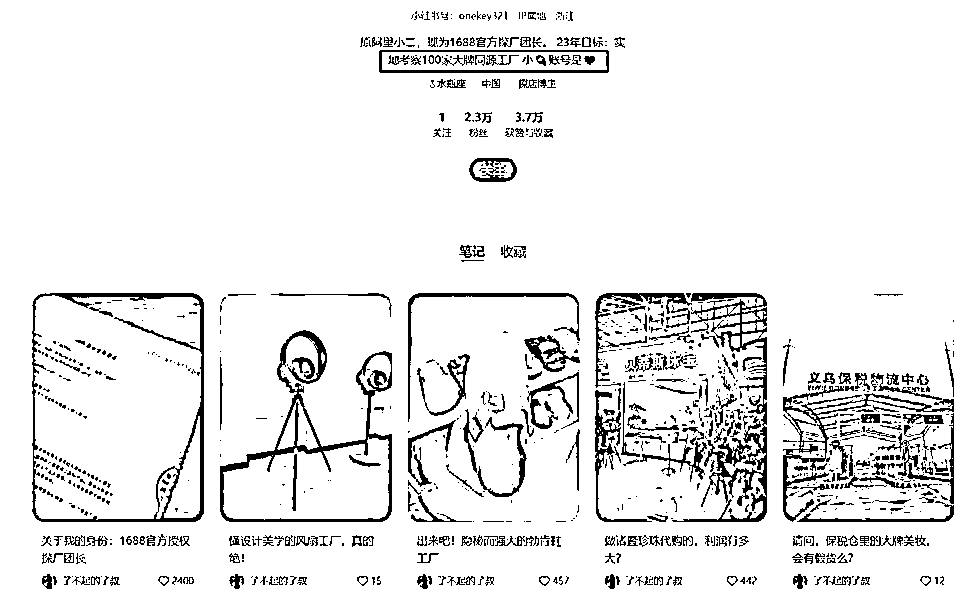 小红书号：onekey321 IP属地：浙江
原阿里小二，现为1688官方探厂团长。 23年目标：实
地考察100家大牌同源工厂 小🔍账号是❤
水瓶座 中国 探店博主
1 2.3万 3.7万
关注 粉丝 获赞与收藏
关注
笔记 收藏
贝蒂斯珠宝
义乌保税物流中心
关于我的身份：1688官方授权
探厂团长
懂设计美学的风扇工厂，真的
绝！
出来吧！隐秘而强大的勃肯鞋
工厂
做诸暨珍珠代购的，利润有多
大？
请问，保税仓里的大牌美妆，
会有假货么？
了不起的了叔 2400
了不起的了叔 15
了不起的了叔 457
了不起的了叔 442
了不起的了叔 12